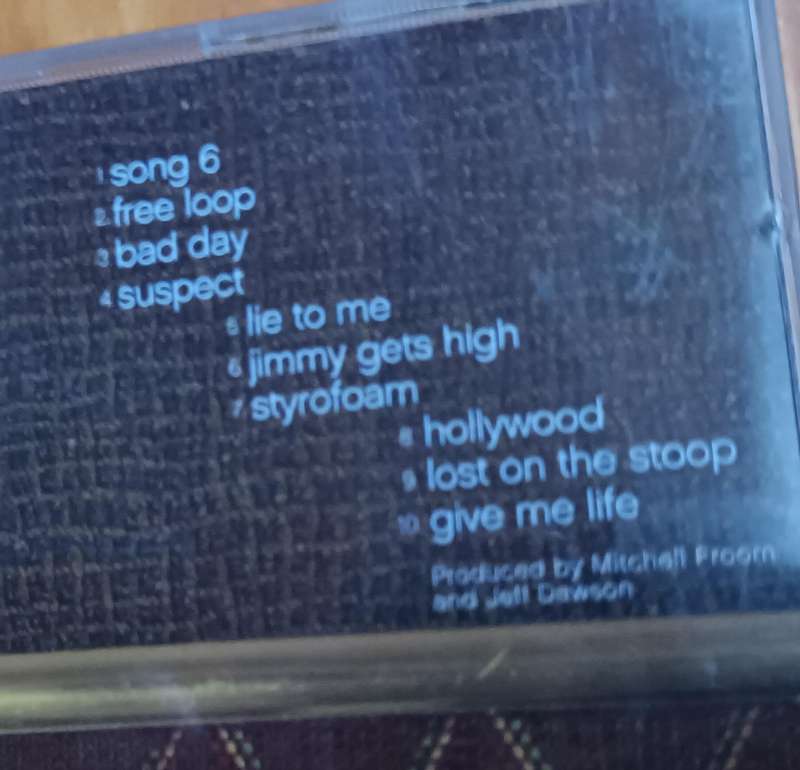 1 song 6
2 free loop
3 bad day
4 suspect
5 lie to me
6 jimmy gets high
7 styrofoam
8 hollywood
9 lost on the stoop
10 give me life
Produced by Mitchell Froom
and Jeff Dawson